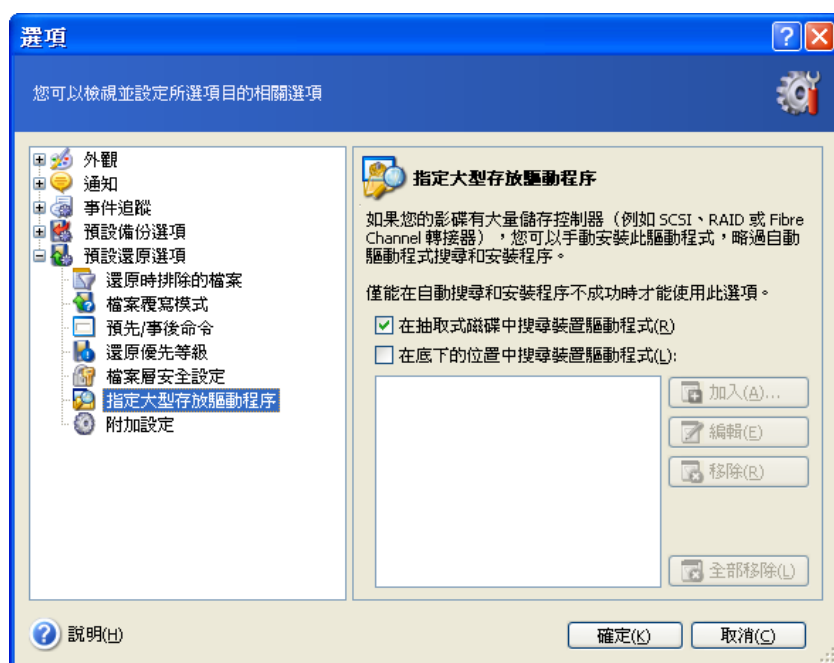 選項
您可以檢視並設定所選項目的相關選項
外觀
通知
事件追蹤
預設備份選項
預設還原選項
還原時排除的檔案
檔案覆寫模式
預先/事後命令
還原優先等級
檔案層安全設定
指定大型存放驅動程序
附加設定
指定大型存放驅動程序
如果您的影碟有大量儲存控制器（例如 SCSI、RAID 或 Fibre
Channel 轉接器），您可以手動安裝此驅動程式，略過自動
驅動程式搜尋和安裝程序。
僅能在自動搜尋和安裝程序不成功時才能使用此選項。
在抽取式磁碟中搜尋裝置驅動程式(R)
在底下的位置中搜尋裝置驅動程式(L):
加入(A)...
編輯(E)
移除(R)
全部移除(L)
說明(H)
確定(K)
取消(C)